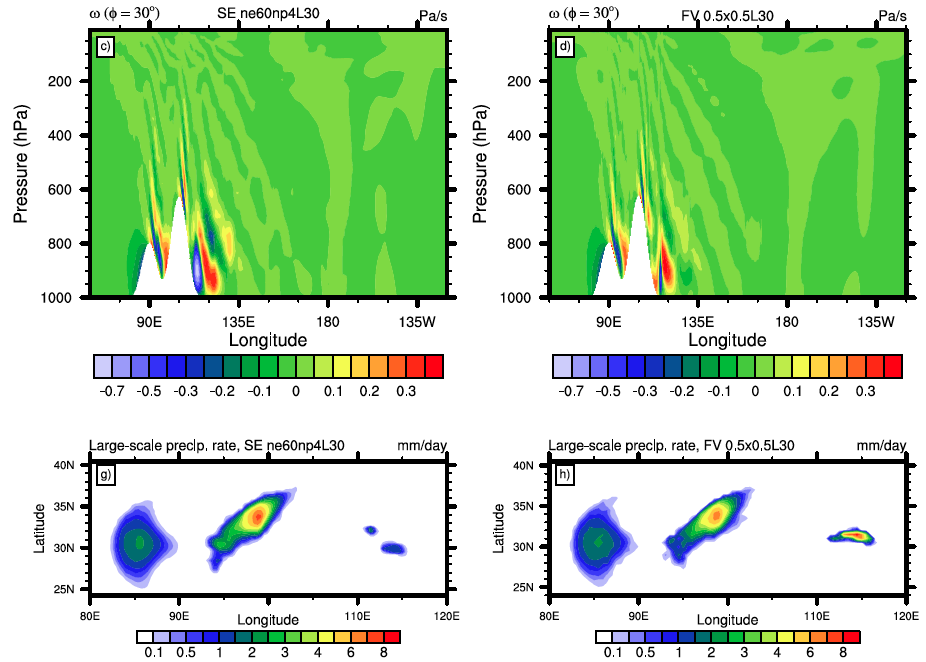 ω (ϕ = 30°) SE ne60np4L30 Pa/s
c)
200
400
600
800
1000
Pressure (hPa)
90E 135E 180 135W
Longitude
-0.7 -0.5 -0.3 -0.2 -0.1 0 0.1 0.2 0.3
ω (ϕ = 30°) FV 0.5x0.5L30 Pa/s
d)
200
400
600
800
1000
Pressure (hPa)
90E 135E 180 135W
Longitude
-0.7 -0.5 -0.3 -0.2 -0.1 0 0.1 0.2 0.3
Large-scale precip. rate, SE ne60np4L30 mm/day
g)
40N
35N
30N
25N
Latitude
80E 90E 110E 120E
Longitude
0.1 0.5 1 2 3 4 6 8
Large-scale precip. rate, FV 0.5x0.5L30 mm/day
h)
40N
35N
30N
25N
Latitude
80E 90E 110E 120E
Longitude
0.1 0.5 1 2 3 4 6 8